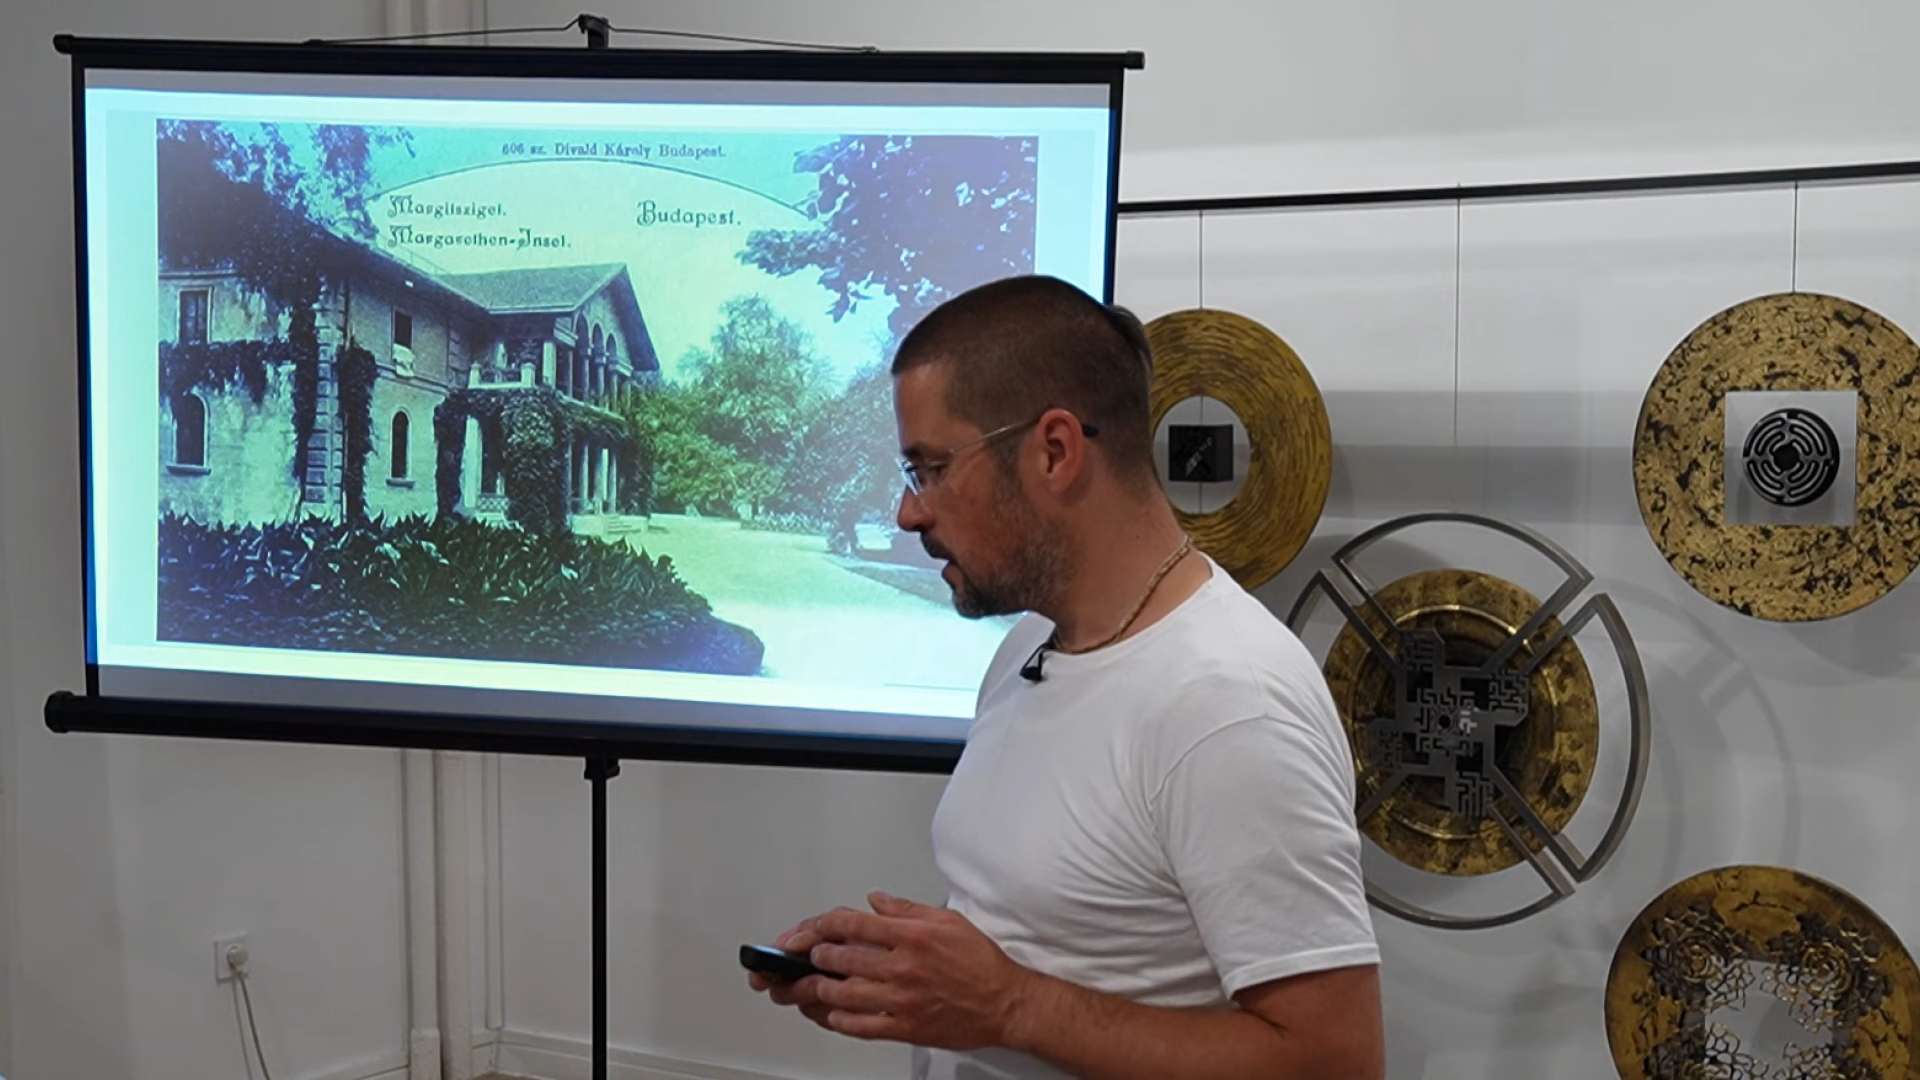 606 sz. Divald Károly Budapest.
Margitsziget.
Margarethen-Insel.
Budapest.